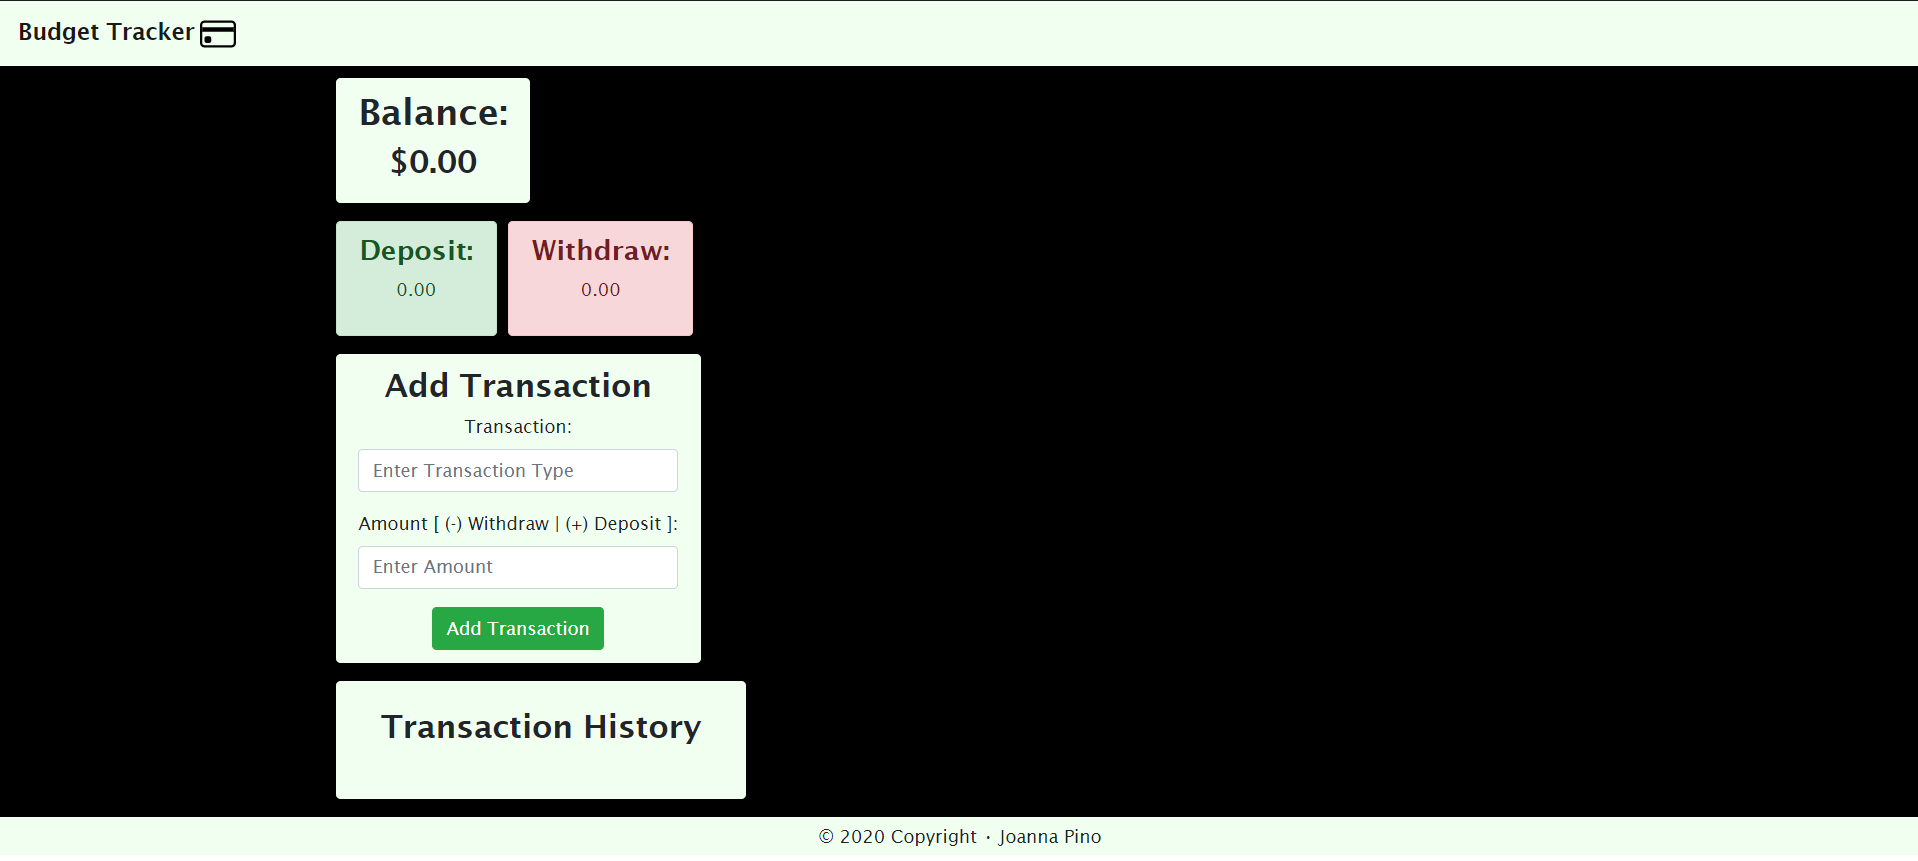 Budget Tracker
Balance:
$0.00
Deposit:
0.00
Withdraw:
0.00
Add Transaction
Transaction:
Enter Transaction Type
Amount [ (-) Withdraw | (+) Deposit ]:
Enter Amount
Add Transaction
Transaction History
© 2020 Copyright · Joanna Pino